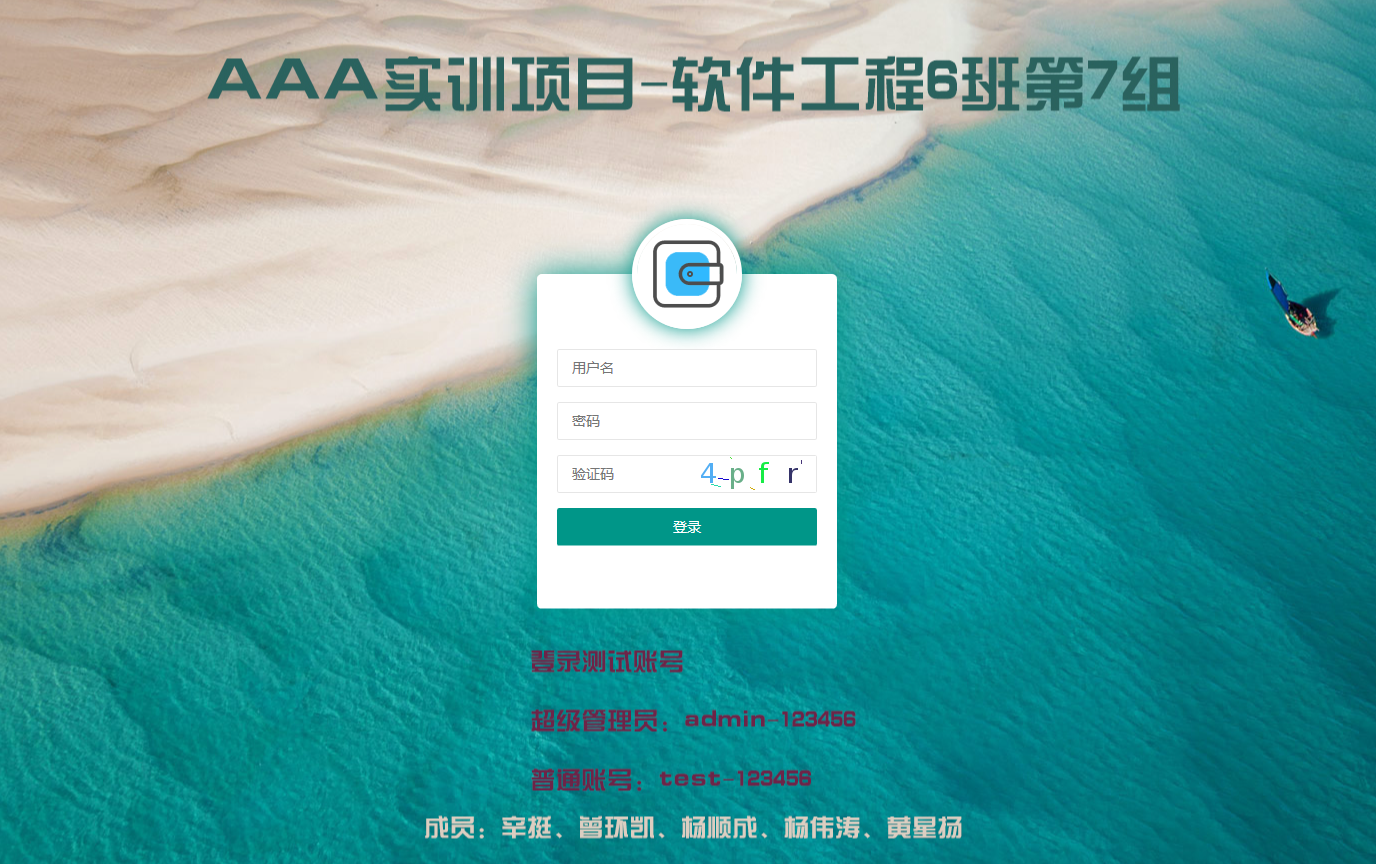 AAA实训项目-软件工程6班第7组
用户名
密码
验证码 4pfr
登录
登录测试账号
超级管理员：admin-123456
普通账号：test-123456
成员：辛挺、曾环凯、杨顺成、杨伟涛、黄星扬